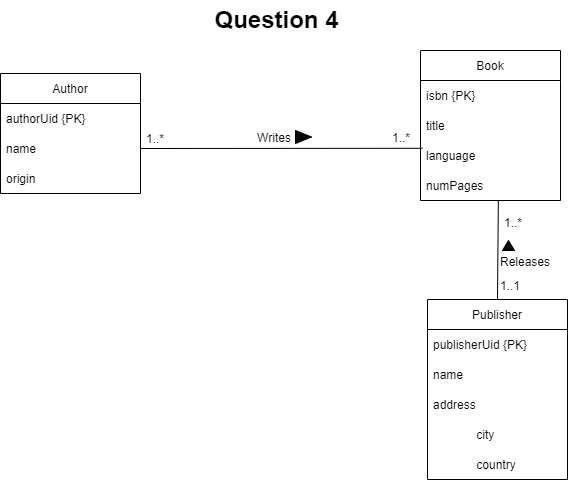 Question 4
Author
authorUid {PK}
name
origin
1..*
Writes
1..*
Book
isbn {PK}
title
language
numPages
1..*
Releases
1..1
Publisher
publisherUid {PK}
name
address
city
country